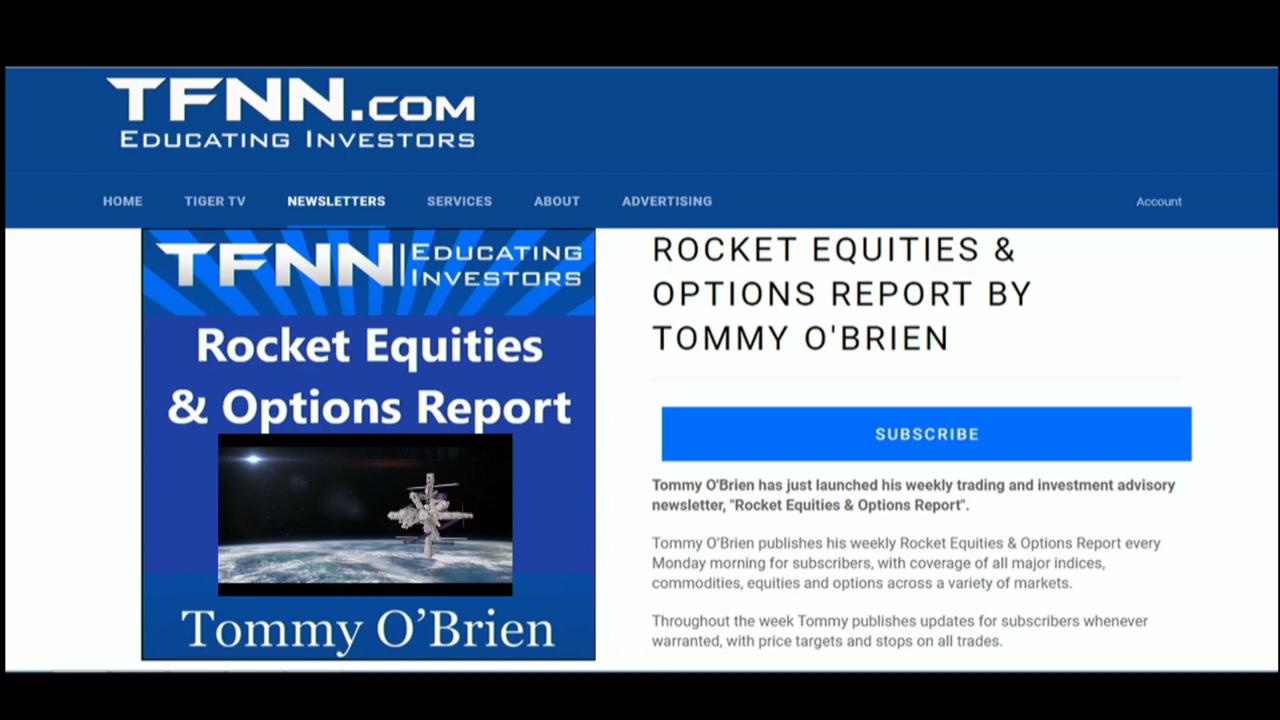 TFNN.COM
EDUCATING INVESTORS
HOME TIGER TV NEWSLETTERS SERVICES ABOUT ADVERTISING Account
TFNN EDUCATING
INVESTORS
Rocket Equities
& Options Report
Tommy O’Brien
ROCKET EQUITIES &
OPTIONS REPORT BY
TOMMY O'BRIEN
SUBSCRIBE
Tommy O'Brien has just launched his weekly trading and investment advisory
newsletter, "Rocket Equities & Options Report".
Tommy O'Brien publishes his weekly Rocket Equities & Options Report every
Monday morning for subscribers, with coverage of all major indices,
commodities, equities and options across a variety of markets.
Throughout the week Tommy publishes updates for subscribers whenever
warranted, with price targets and stops on all trades.